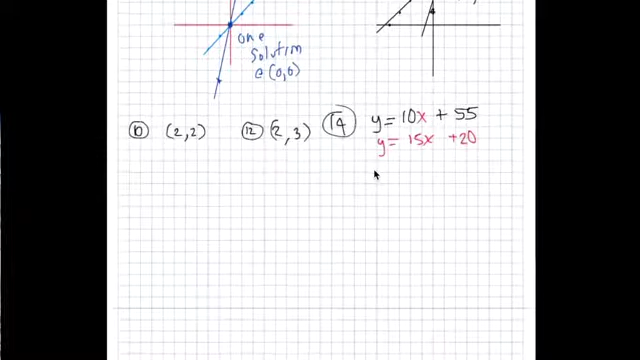 one
solution
@ (0,0)
10 (2,2)
12 (2,3)
14 y = 10x + 55
y = 15x + 20